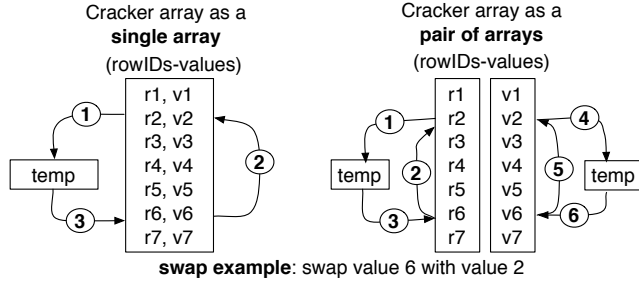 Cracker array as a
single array
(rowIDs-values)
r1, v1
r2, v2
r3, v3
r4, v4
r5, v5
r6, v6
r7, v7
1
2
temp
3
Cracker array as a
pair of arrays
(rowIDs-values)
r1
r2
r3
r4
r5
r6
r7
v1
v2
v3
v4
v5
v6
v7
1
2
temp
3
4
5
temp
6
swap example: swap value 6 with value 2